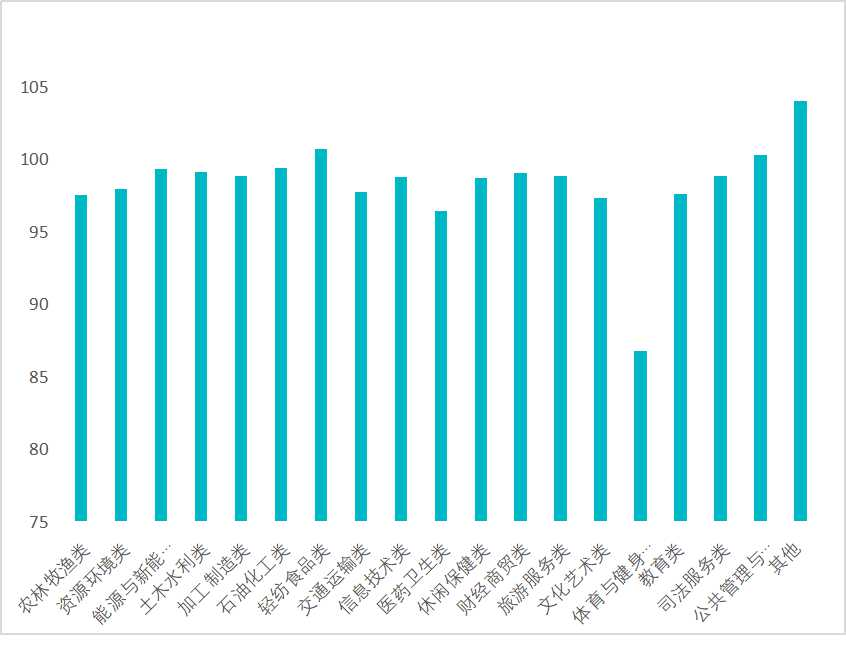 105
100
95
90
85
80
75
农林牧渔类
资源环境类
能源与新能…
土木水利类
加工制造类
石油化工类
轻纺食品类
交通运输类
信息技术类
医药卫生类
休闲保健类
财经商贸类
旅游服务类
文化艺术类
体育与健身…
教育类
司法服务类
公共管理与…
其他